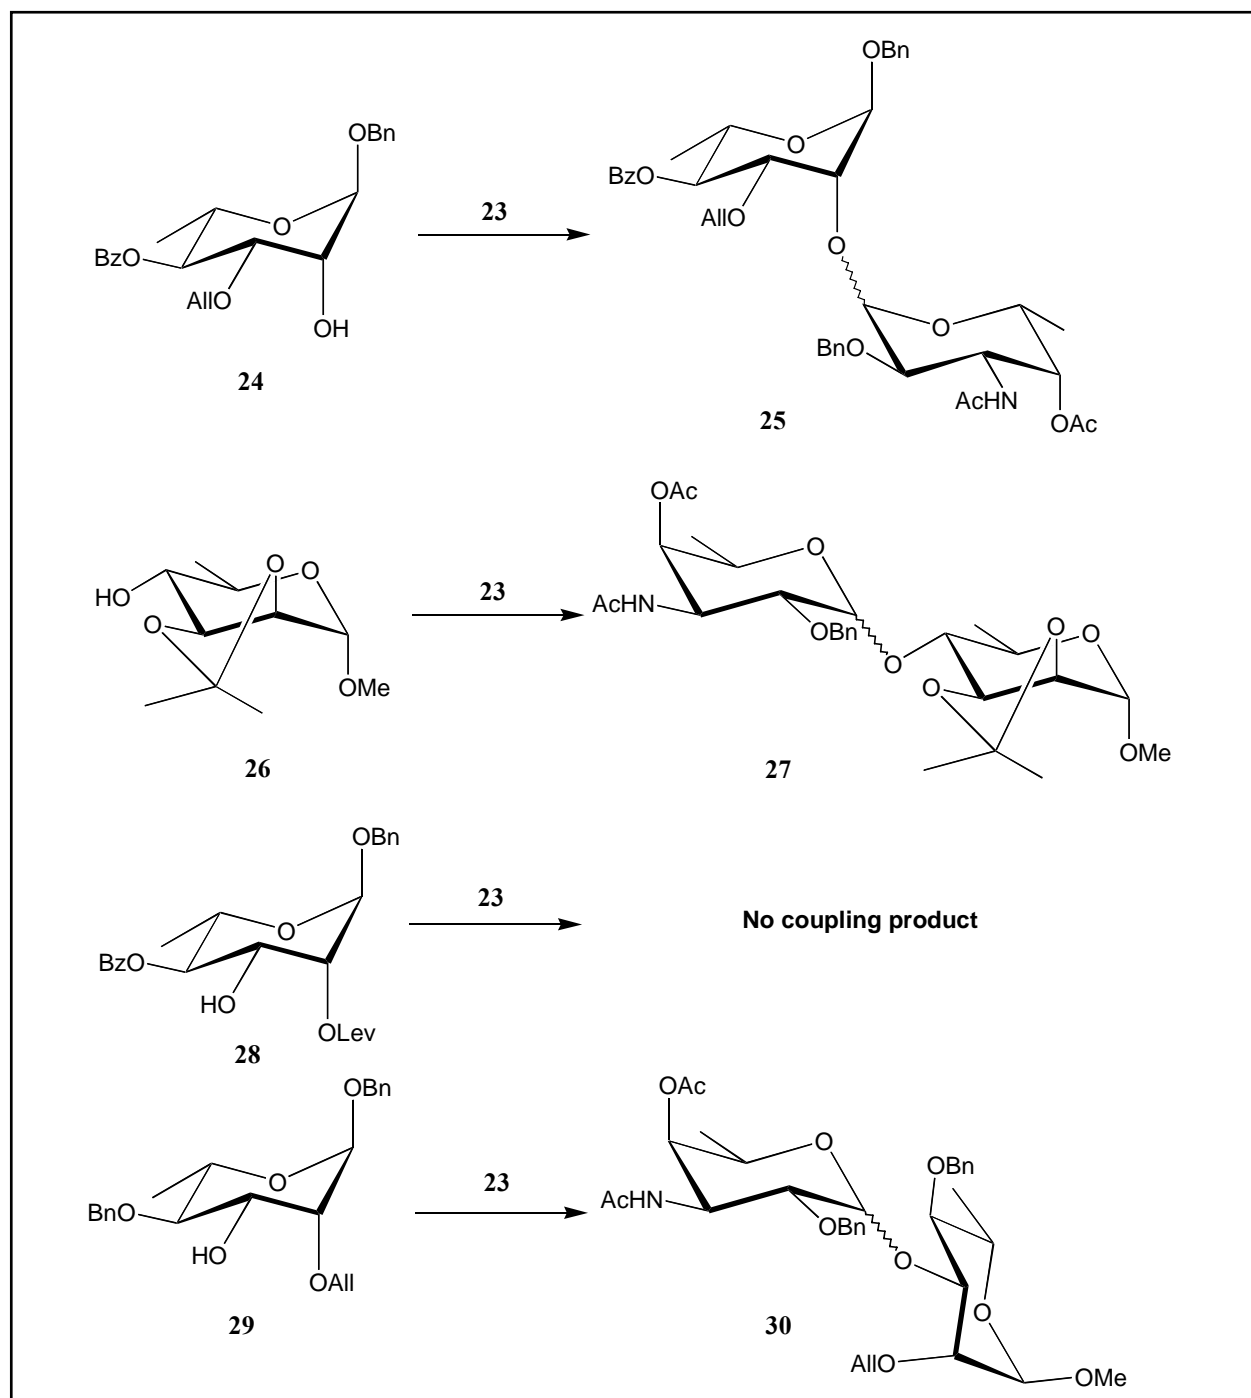 OBn
OBn
O
O
BzO
AllO
OH
24
23
BzO
AllO
O
O
BnO
AcHN
OAc
25
OAc
O
O
O
HO
O
OMe
26
23
AcHN
O
OBn
O
O
O
O
OMe
27
OBn
O
BzO
HO
OLev
28
23
No coupling product
OBn
O
BnO
HO
OAll
29
23
OAc
O
AcHN
OBn
O
OBn
O
AllO
OMe
30